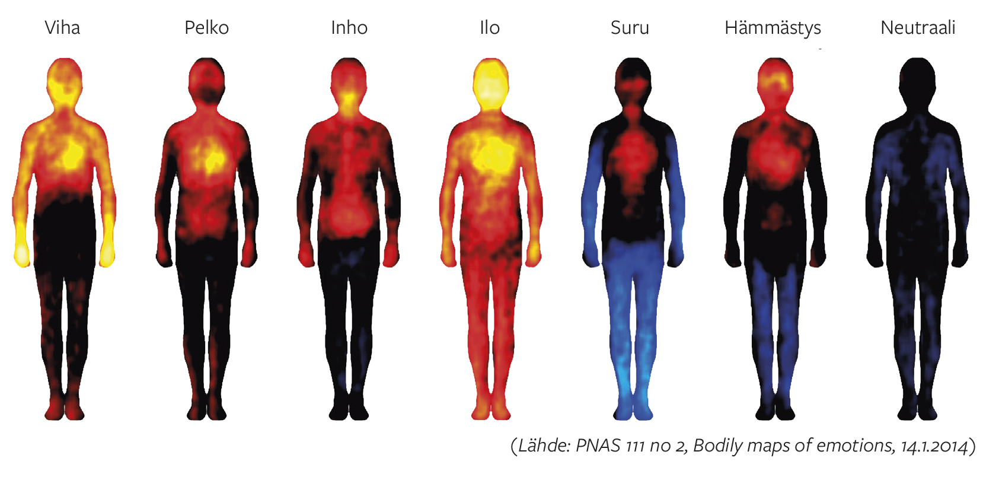 Viha Pelko Inho Ilo Suru Hämmästys Neutraali
(Lähde: PNAS 111 no 2, Bodily maps of emotions, 14.1.2014)